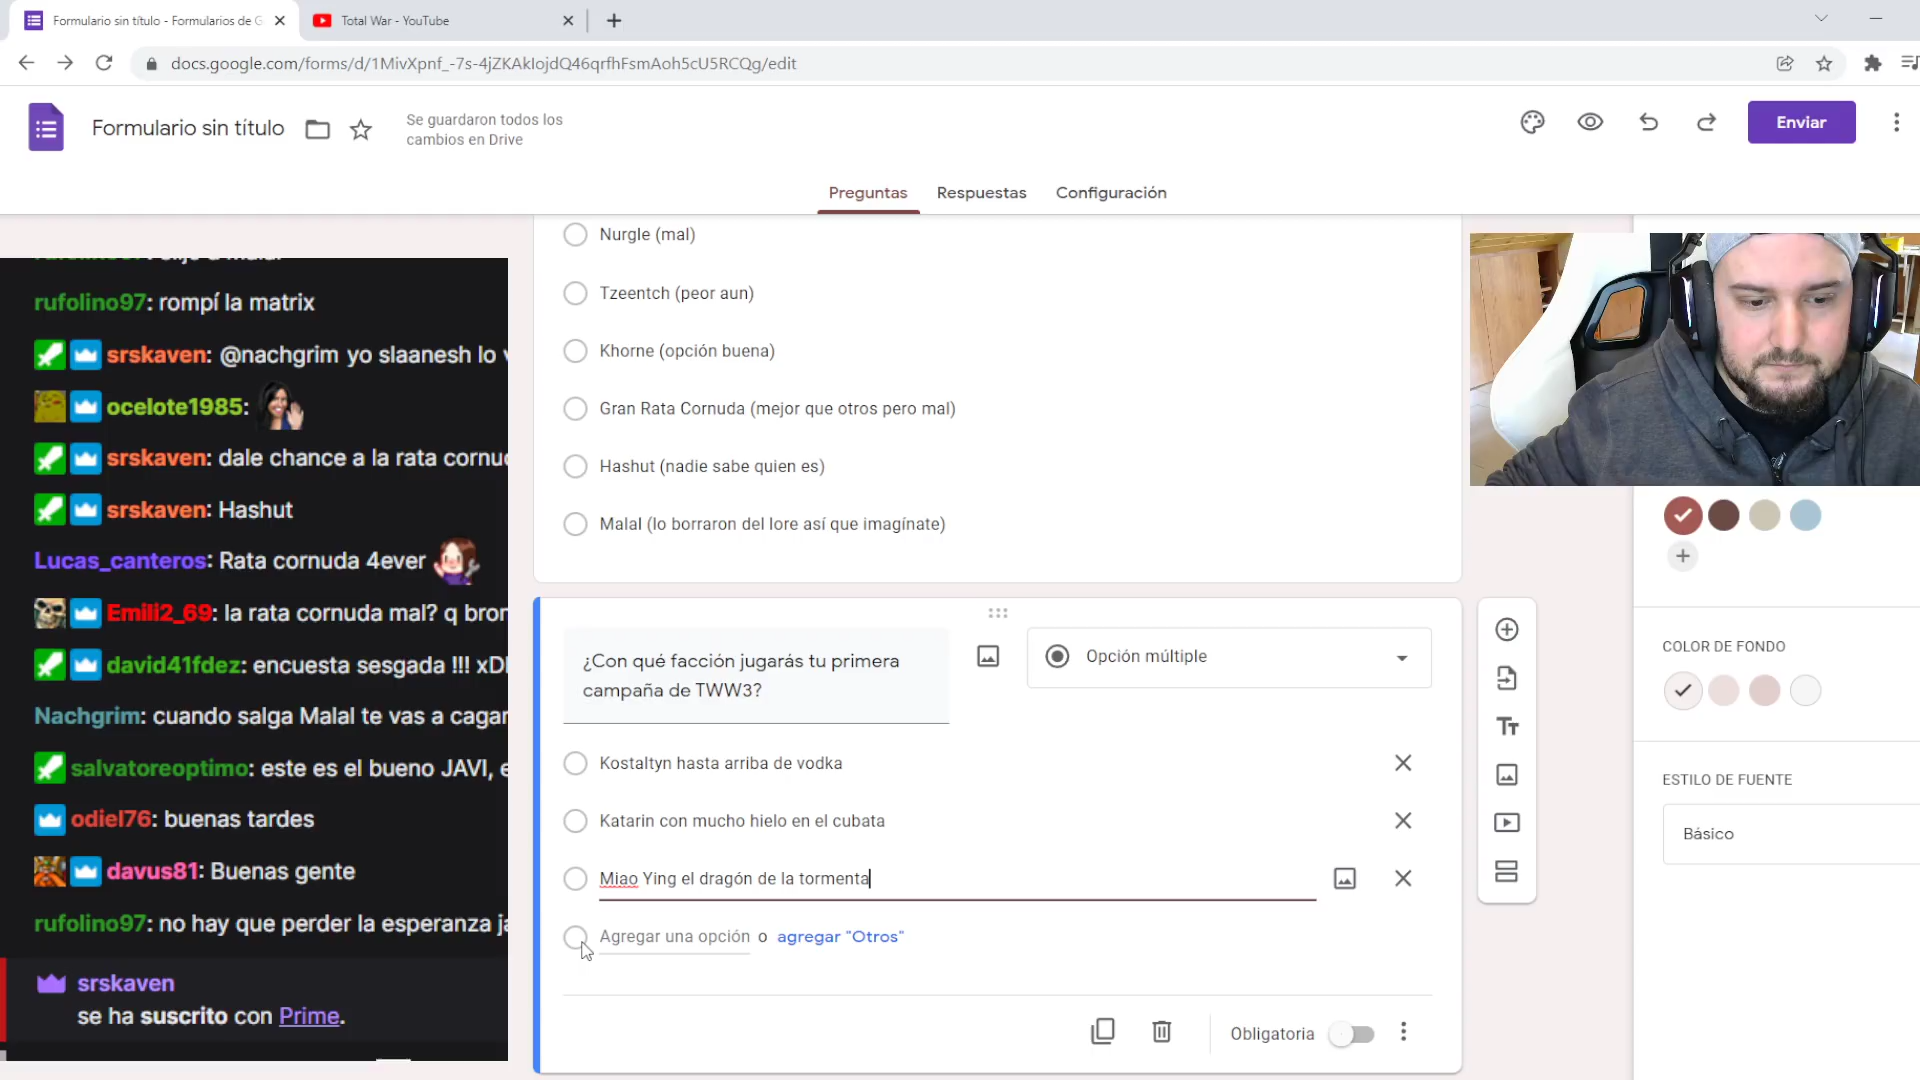 Formulario sin título - Formularios de G
Total War - YouTube
docs.google.com/forms/d/1MivXpnf_-7s-4jZKAkIojdQ46qrfhFsmAoh5cU5RCQg/edit
Formulario sin título
Se guardaron todos los
cambios en Drive
Enviar
Preguntas Respuestas Configuración
rufolino97: rompí la matrix
srskaven: @nachgrim yo slaanesh lo v
ocelote1985:
srskaven: dale chance a la rata cornu
srskaven: Hashut
Lucas_canteros: Rata cornuda 4ever
Emili2_69: la rata cornuda mal? q bron
david41fdez: encuesta sesgada !!! xD
Nachgrim: cuando salga Malal te vas a cagar
salvatoreoptimo: este es el bueno JAVI, e
odiel76: buenas tardes
davus81: Buenas gente
rufolino97: no hay que perder la esperanza ja
srskaven
se ha suscrito con Prime.
Nurgle (mal)
Tzeentch (peor aun)
Khorne (opción buena)
Gran Rata Cornuda (mejor que otros pero mal)
Hashut (nadie sabe quien es)
Malal (lo borraron del lore así que imagínate)
¿Con qué facción jugarás tu primera
campaña de TWW3?
Opción múltiple
Kostaltyn hasta arriba de vodka
Katarin con mucho hielo en el cubata
Miao Ying el dragón de la tormenta
Agregar una opción o agregar "Otros"
Obligatoria
COLOR DE FONDO
ESTILO DE FUENTE
Básico